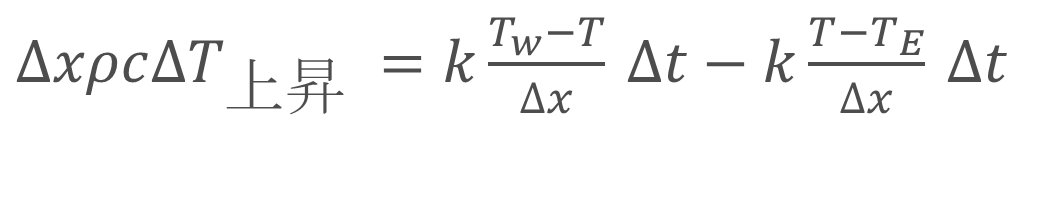 ΔxρcΔT上昇 = k (T_w−T)/Δx Δt − k (T−T_E)/Δx Δt